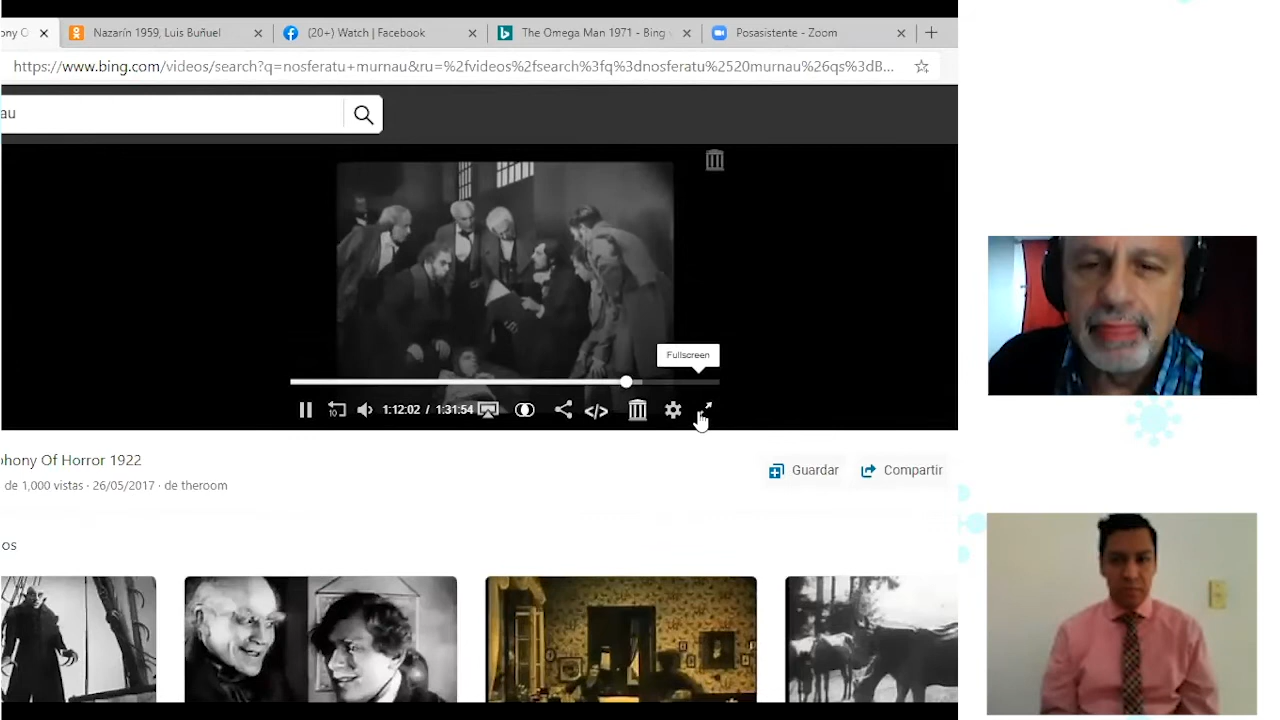 ony O
Nazarín 1959, Luis Buñuel
(20+) Watch | Facebook
The Omega Man 1971 - Bing
Posasistente - Zoom
https://www.bing.com/videos/search?q=nosferatu+murnau&ru=%2fvideos%2fsearch%3fq%3dnosferatu%2520murnau%26qs%3dB...
au
Fullscreen
10
1:12:02 / 1:31:54
phony Of Horror 1922
de 1,000 vistas · 26/05/2017 · de theroom
Guardar
Compartir
os